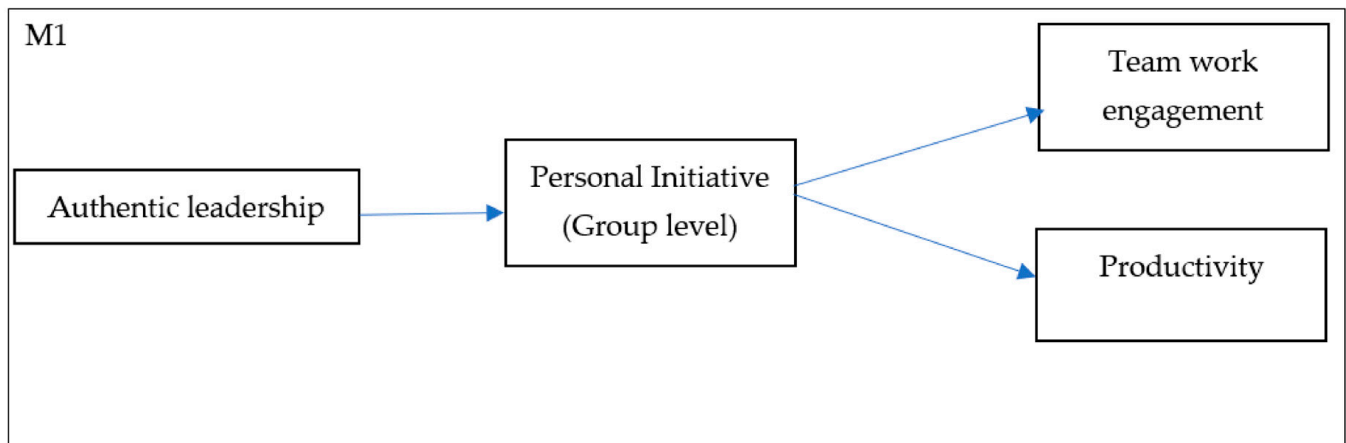 M1
Authentic leadership
Personal Initiative
(Group level)
Team work
engagement
Productivity